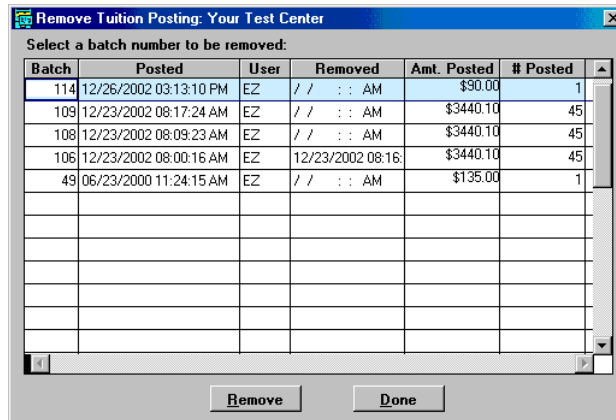 Remove Tuition Posting: Your Test Center
Select a batch number to be removed:
Batch Posted User Removed Amt. Posted # Posted
114 12/26/2002 03:13:10 PM EZ / / : : AM $90.00 1
109 12/23/2002 08:17:24 AM EZ / / : : AM $3440.10 45
108 12/23/2002 08:09:23 AM EZ / / : : AM $3440.10 45
106 12/23/2002 08:00:16 AM EZ 12/23/2002 08:16: $3440.10 45
49 06/23/2000 11:24:15 AM EZ / / : : AM $135.00 1
Remove Done